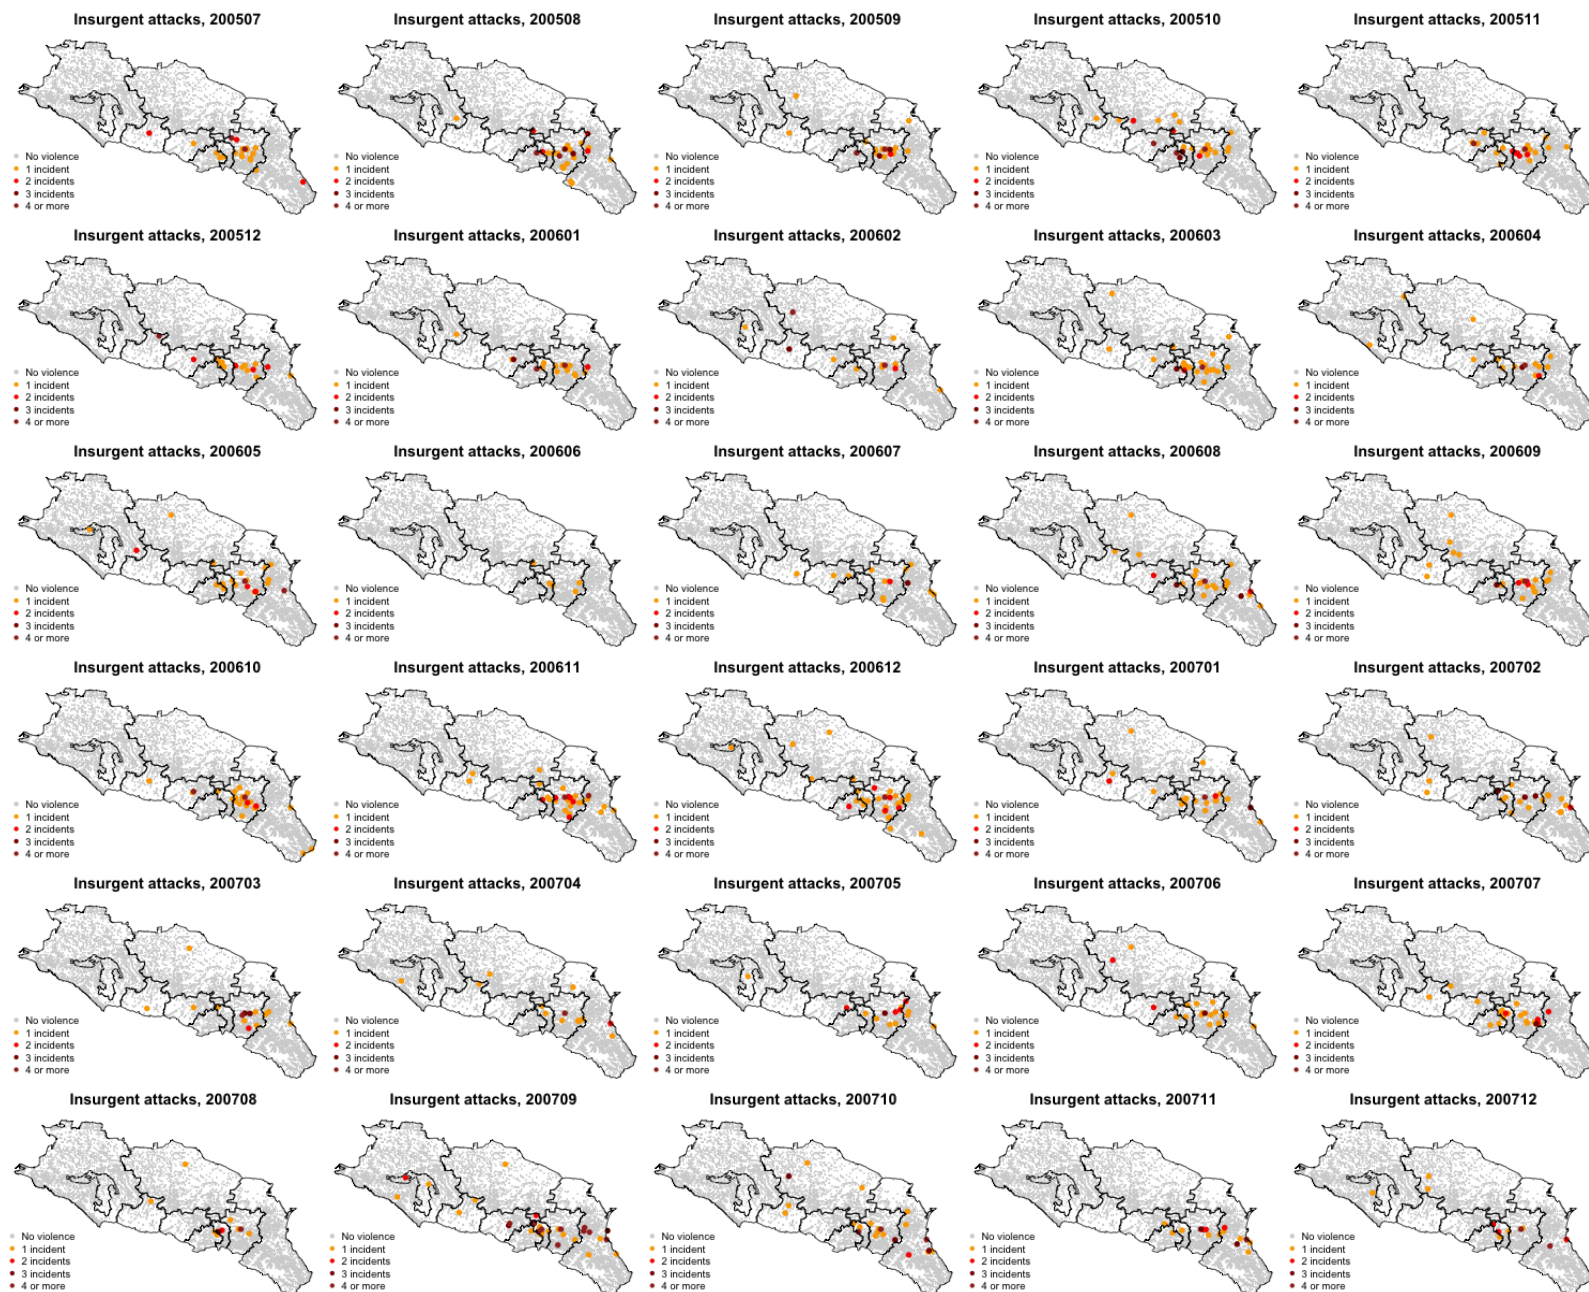 Insurgent attacks, 200507
No violence
1 incident
2 incidents
3 incidents
4 or more
Insurgent attacks, 200508
No violence
1 incident
2 incidents
3 incidents
4 or more
Insurgent attacks, 200509
No violence
1 incident
2 incidents
3 incidents
4 or more
Insurgent attacks, 200510
No violence
1 incident
2 incidents
3 incidents
4 or more
Insurgent attacks, 200511
No violence
1 incident
2 incidents
3 incidents
4 or more
Insurgent attacks, 200512
No violence
1 incident
2 incidents
3 incidents
4 or more
Insurgent attacks, 200601
No violence
1 incident
2 incidents
3 incidents
4 or more
Insurgent attacks, 200602
No violence
1 incident
2 incidents
3 incidents
4 or more
Insurgent attacks, 200603
No violence
1 incident
2 incidents
3 incidents
4 or more
Insurgent attacks, 200604
No violence
1 incident
2 incidents
3 incidents
4 or more
Insurgent attacks, 200605
No violence
1 incident
2 incidents
3 incidents
4 or more
Insurgent attacks, 200606
No violence
1 incident
2 incidents
3 incidents
4 or more
Insurgent attacks, 200607
No violence
1 incident
2 incidents
3 incidents
4 or more
Insurgent attacks, 200608
No violence
1 incident
2 incidents
3 incidents
4 or more
Insurgent attacks, 200609
No violence
1 incident
2 incidents
3 incidents
4 or more
Insurgent attacks, 200610
No violence
1 incident
2 incidents
3 incidents
4 or more
Insurgent attacks, 200611
No violence
1 incident
2 incidents
3 incidents
4 or more
Insurgent attacks, 200612
No violence
1 incident
2 incidents
3 incidents
4 or more
Insurgent attacks, 200701
No violence
1 incident
2 incidents
3 incidents
4 or more
Insurgent attacks, 200702
No violence
1 incident
2 incidents
3 incidents
4 or more
Insurgent attacks, 200703
No violence
1 incident
2 incidents
3 incidents
4 or more
Insurgent attacks, 200704
No violence
1 incident
2 incidents
3 incidents
4 or more
Insurgent attacks, 200705
No violence
1 incident
2 incidents
3 incidents
4 or more
Insurgent attacks, 200706
No violence
1 incident
2 incidents
3 incidents
4 or more
Insurgent attacks, 200707
No violence
1 incident
2 incidents
3 incidents
4 or more
Insurgent attacks, 200708
No violence
1 incident
2 incidents
3 incidents
4 or more
Insurgent attacks, 200709
No violence
1 incident
2 incidents
3 incidents
4 or more
Insurgent attacks, 200710
No violence
1 incident
2 incidents
3 incidents
4 or more
Insurgent attacks, 200711
No violence
1 incident
2 incidents
3 incidents
4 or more
Insurgent attacks, 200712
No violence
1 incident
2 incidents
3 incidents
4 or more